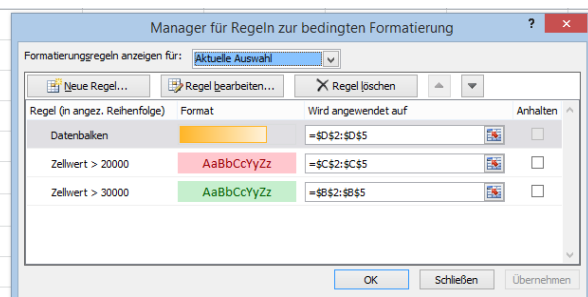 Manager für Regeln zur bedingten Formatierung ? ×
Formatierungsregeln anzeigen für: Aktuelle Auswahl
Neue Regel... Regel bearbeiten... Regel löschen
Regel (in angez. Reihenfolge) Format Wird angewendet auf Anhalten
Datenbalken =$D$2:$D$5
Zellwert > 20000 AaBbCcYyZz =$C$2:$C$5
Zellwert > 30000 AaBbCcYyZz =$B$2:$B$5
OK Schließen Übernehmen